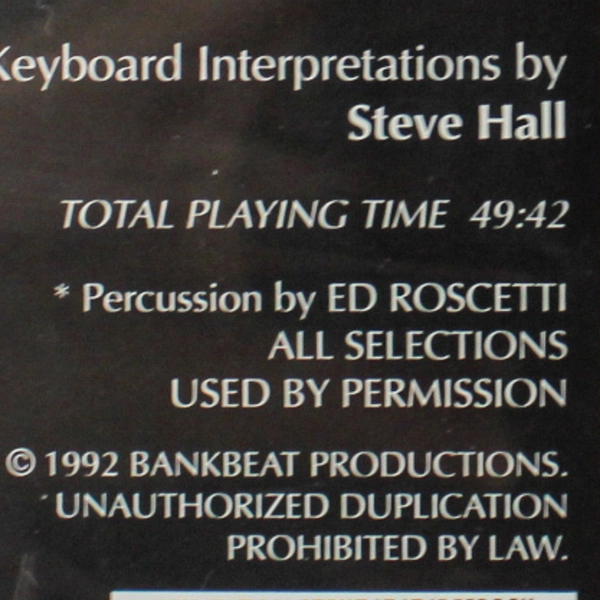 Keyboard Interpretations by
Steve Hall
TOTAL PLAYING TIME 49:42
* Percussion by ED ROSCETTI
ALL SELECTIONS
USED BY PERMISSION
© 1992 BANKBEAT PRODUCTIONS.
UNAUTHORIZED DUPLICATION
PROHIBITED BY LAW.